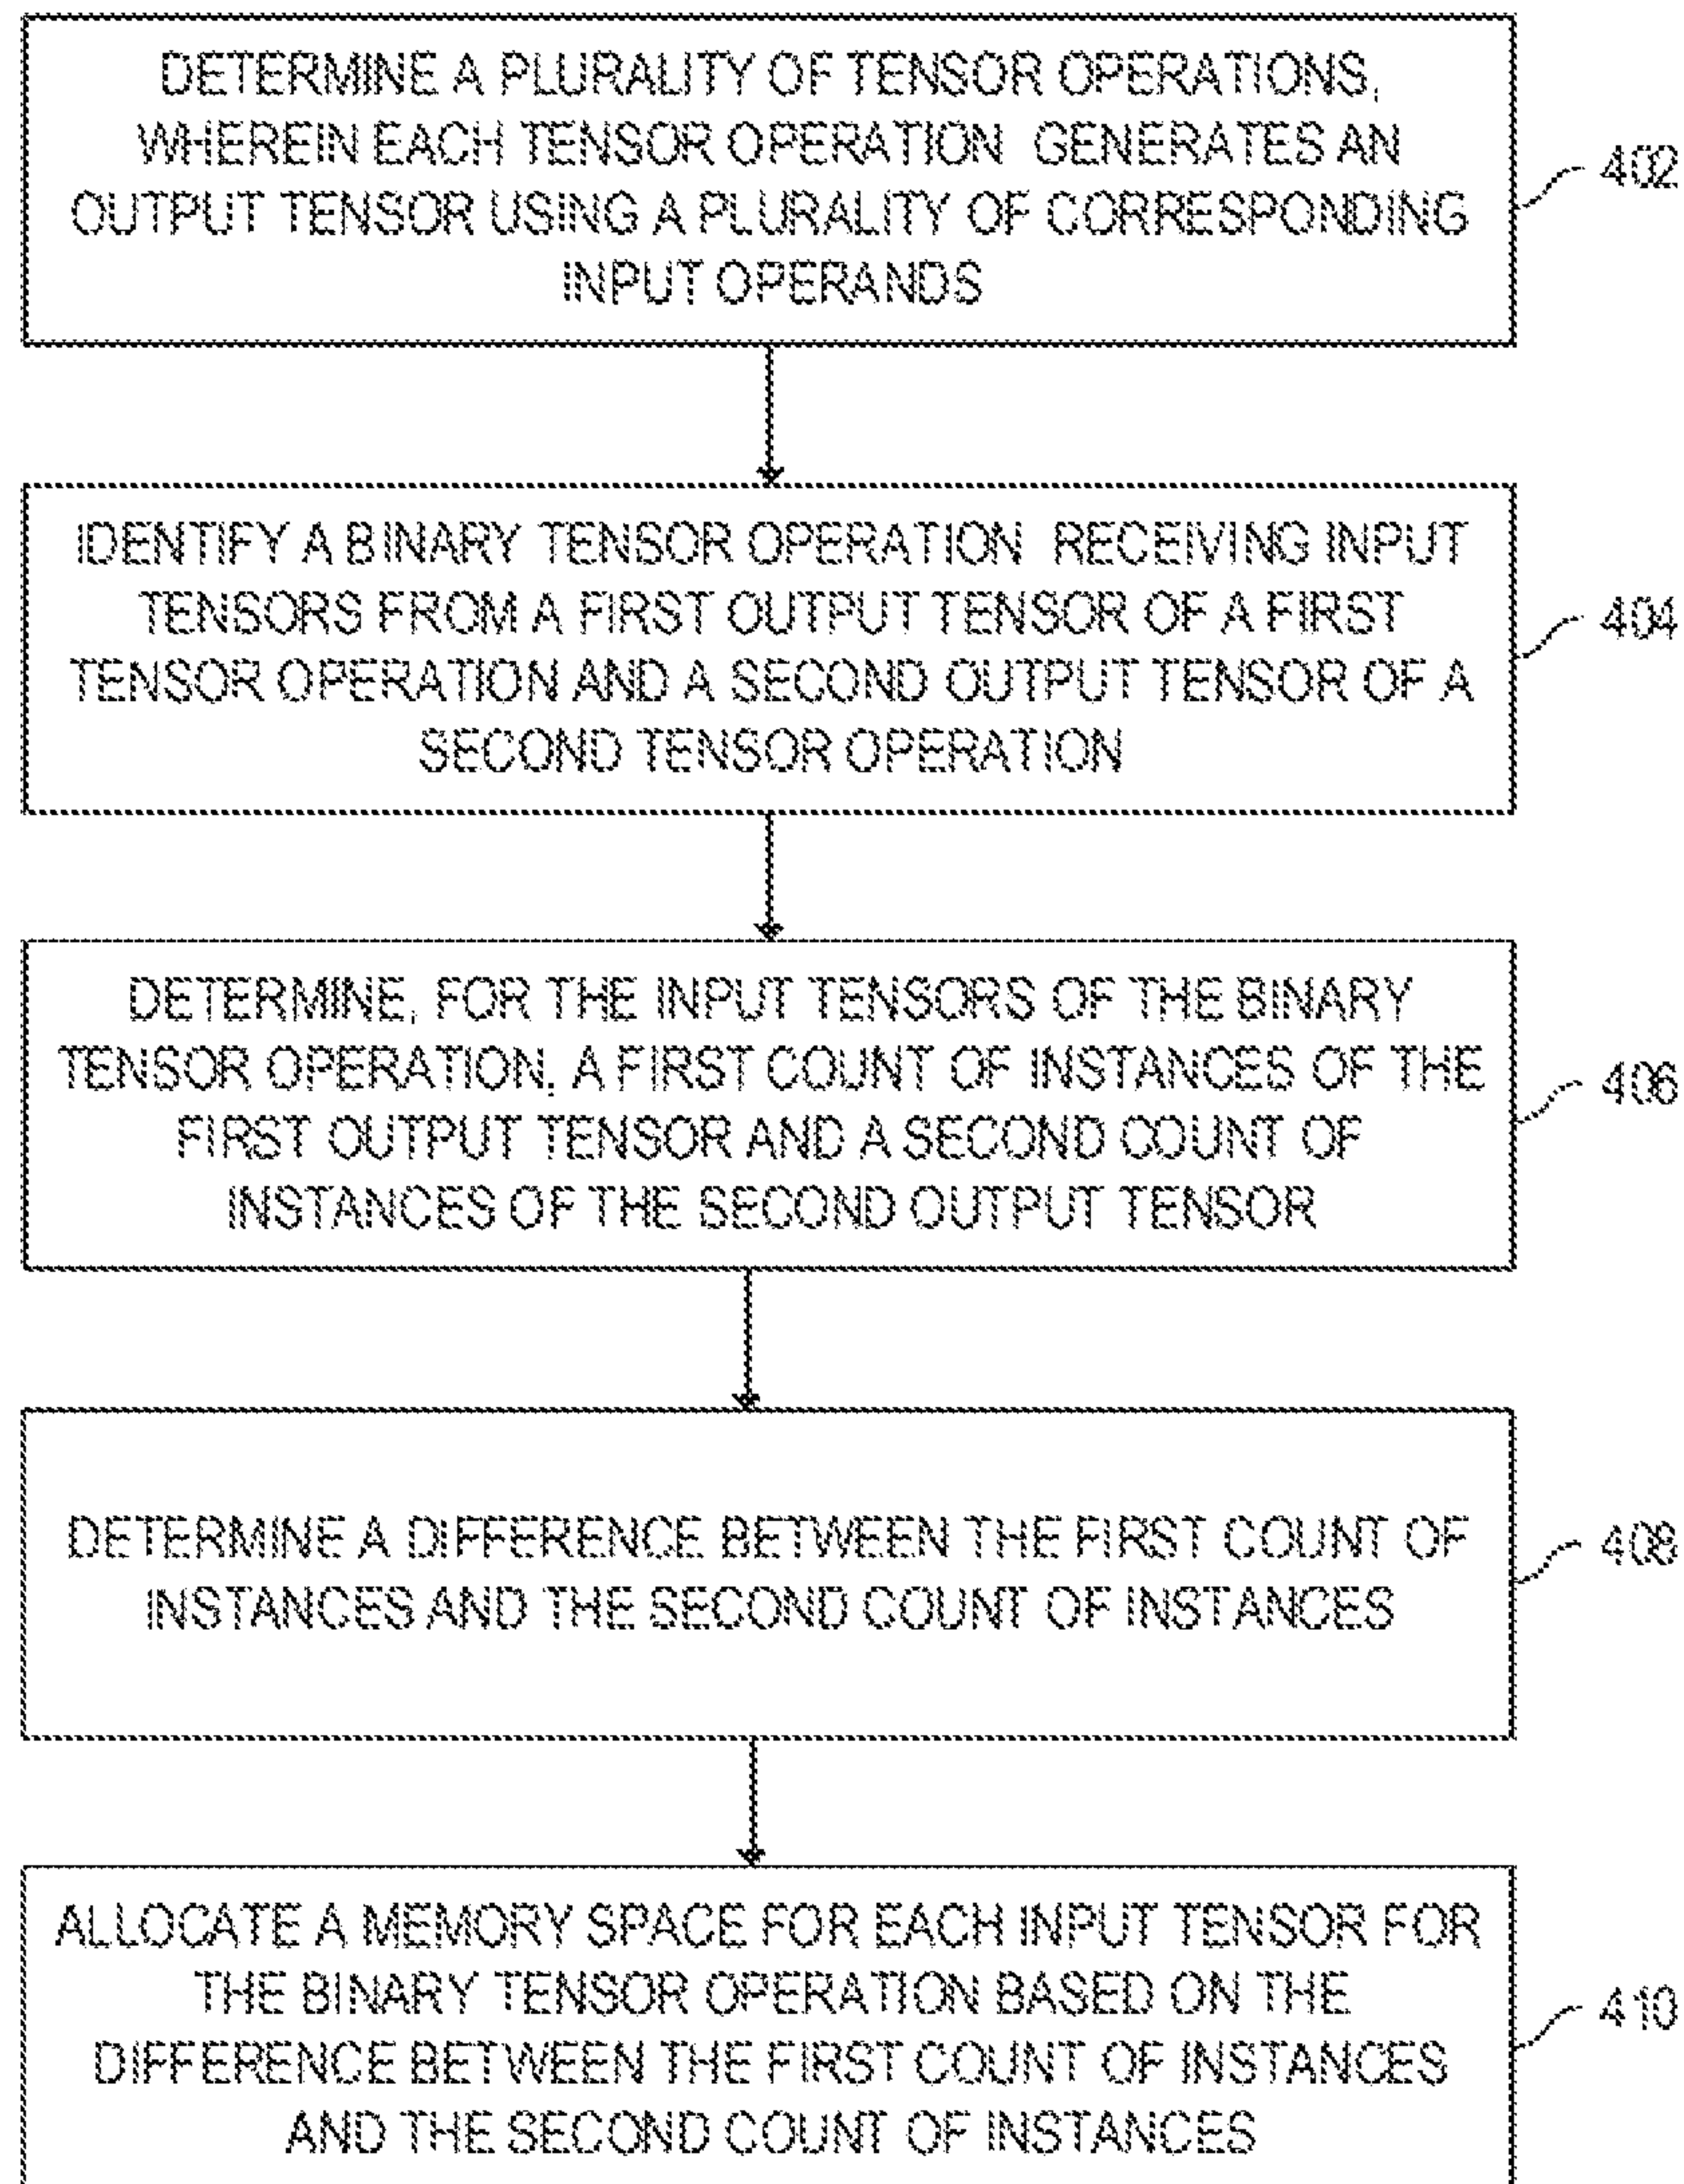 DETERMINE A PLURALITY OF TENSOR OPERATIONS,
WHEREIN EACH TENSOR OPERATION GENERATES AN
OUTPUT TENSOR USING A PLURALITY OF CORRESPONDING
INPUT OPERANDS
402
IDENTIFY A BINARY TENSOR OPERATION RECEIVING INPUT
TENSORS FROM A FIRST OUTPUT TENSOR OF A FIRST
TENSOR OPERATION AND A SECOND OUTPUT TENSOR OF A
SECOND TENSOR OPERATION
404
DETERMINE, FOR THE INPUT TENSORS OF THE BINARY
TENSOR OPERATION, A FIRST COUNT OF INSTANCES OF THE
FIRST OUTPUT TENSOR AND A SECOND COUNT OF
INSTANCES OF THE SECOND OUTPUT TENSOR
406
DETERMINE A DIFFERENCE BETWEEN THE FIRST COUNT OF
INSTANCES AND THE SECOND COUNT OF INSTANCES
408
ALLOCATE A MEMORY SPACE FOR EACH INPUT TENSOR FOR
THE BINARY TENSOR OPERATION BASED ON THE
DIFFERENCE BETWEEN THE FIRST COUNT OF INSTANCES
AND THE SECOND COUNT OF INSTANCES
410